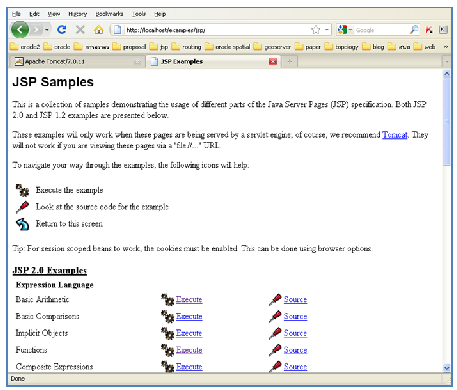 File Edit View History Bookmarks Tools Help
http://localhost/examples/jsp/
Google
proposal jsp routing oracle spatial geoserver paper topology blog web
Apache Tomcat/7.0.11 JSP Examples
JSP Samples
This is a collection of samples demonstrating the usage of different parts of the Java Server Pages (JSP) specification. Both JSP
2.0 and JSP 1.2 examples are presented below.
These examples will only work when these pages are being served by a servlet engine; of course, we recommend Tomcat. They
will not work if you are viewing these pages via a "file://..." URL.
To navigate your way through the examples, the following icons will help:
Execute the example
Look at the source code for the example
Return to this screen
Tip: For session scoped beans to work, the cookies must be enabled. This can be done using browser options.
JSP 2.0 Examples
Expression Language
Basic Arithmetic Execute Source
Basic Comparisons Execute Source
Implicit Objects Execute Source
Functions Execute Source
Composite Expressions Execute Source
Done